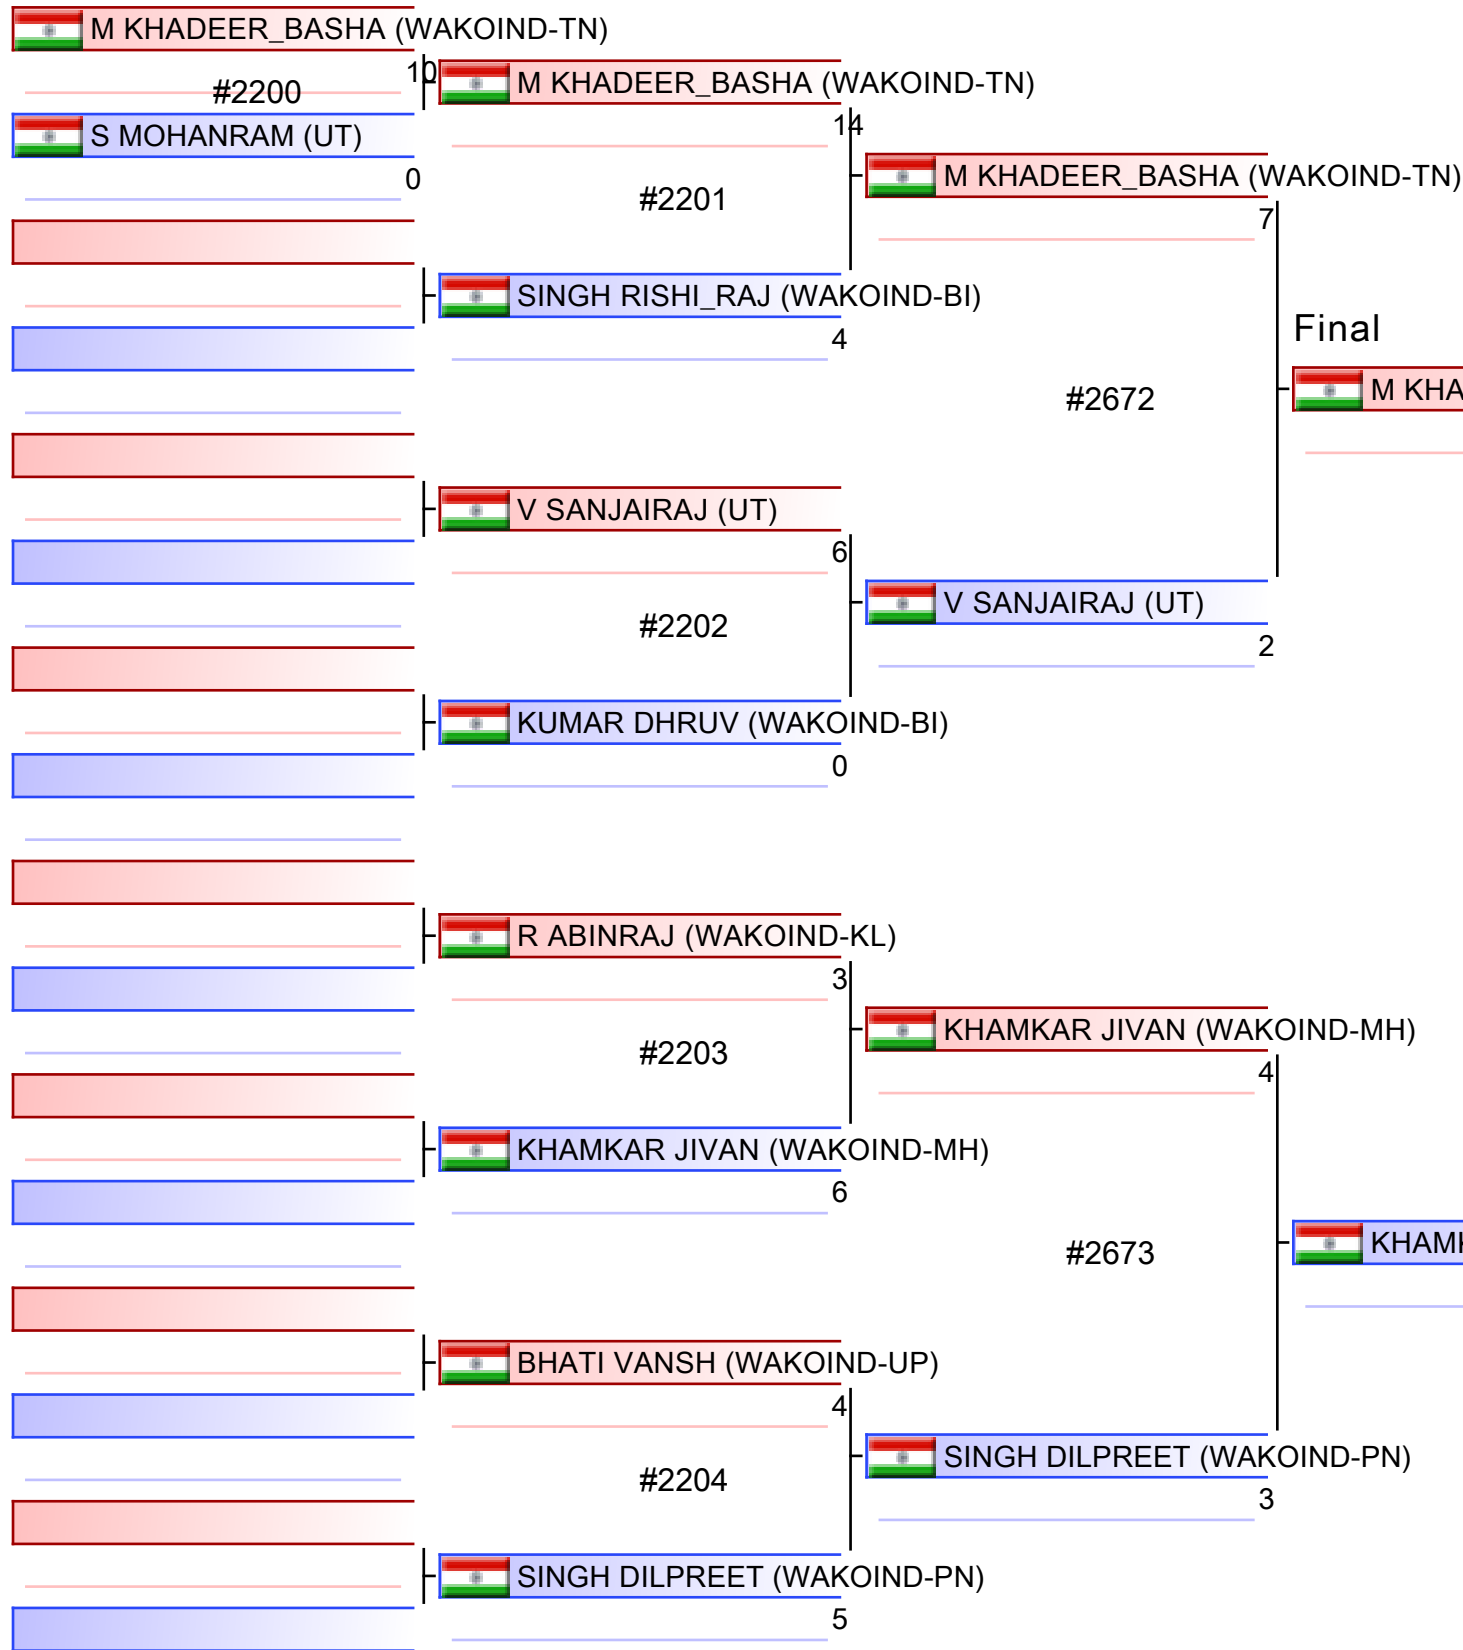 M KHADEER_BASHA (WAKOIND-TN)
10
#2200
S MOHANRAM (UT)
0
M KHADEER_BASHA (WAKOIND-TN)
14
#2201
SINGH RISHI_RAJ (WAKOIND-BI)
4
V SANJAIRAJ (UT)
6
#2202
KUMAR DHRUV (WAKOIND-BI)
0
R ABINRAJ (WAKOIND-KL)
3
#2203
KHAMKAR JIVAN (WAKOIND-MH)
6
BHATI VANSH (WAKOIND-UP)
4
#2204
SINGH DILPREET (WAKOIND-PN)
5
M KHADEER_BASHA (WAKOIND-TN)
7
#2672
V SANJAIRAJ (UT)
2
KHAMKAR JIVAN (WAKOIND-MH)
4
#2673
SINGH DILPREET (WAKOIND-PN)
3
Final
M KHA
KHAM